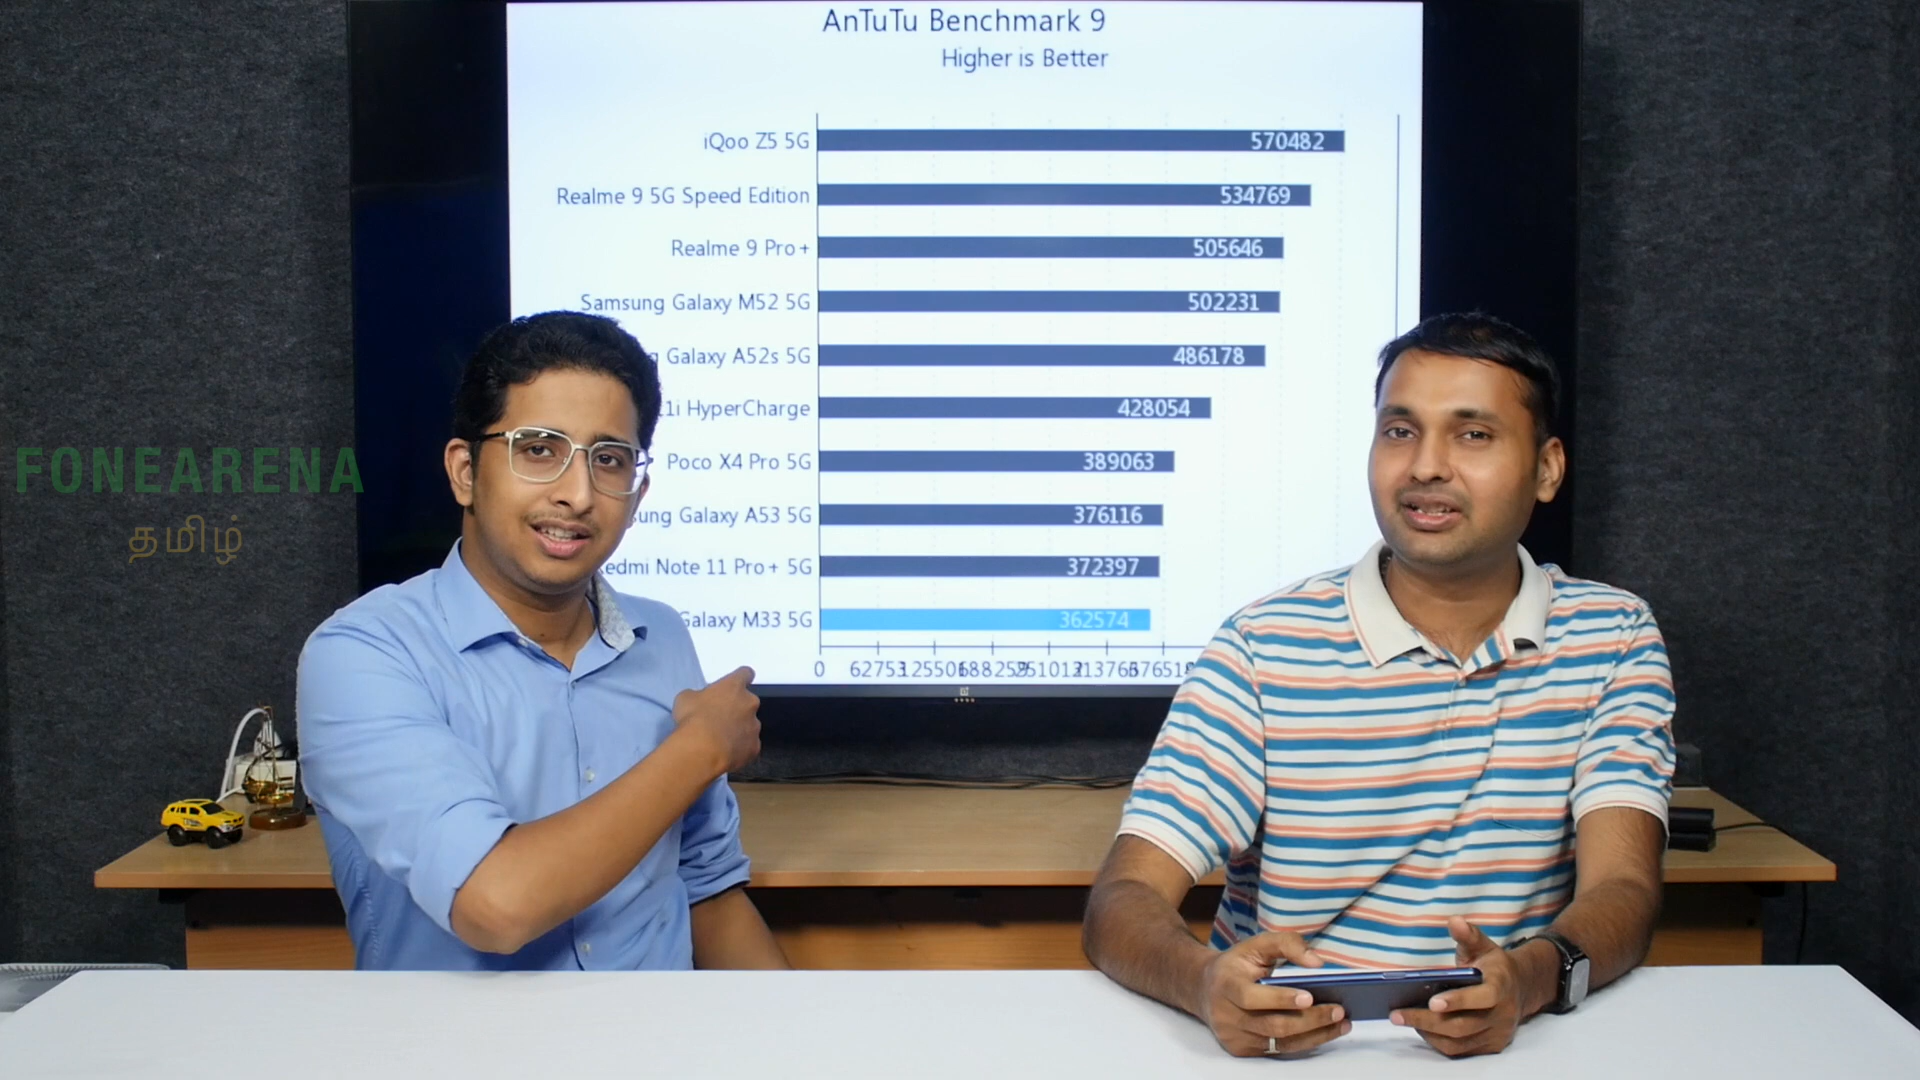 AnTuTu Benchmark 9
Higher is Better
iQoo Z5 5G 570482
Realme 9 5G Speed Edition 534769
Realme 9 Pro+ 505646
Samsung Galaxy M52 5G 502231
Galaxy A52s 5G 486178
HyperCharge 428054
Poco X4 Pro 5G 389063
Galaxy A53 5G 376116
Note 11 Pro+ 5G 372397
Galaxy M33 5G 362574
0
FONEARENA
தமிழ்